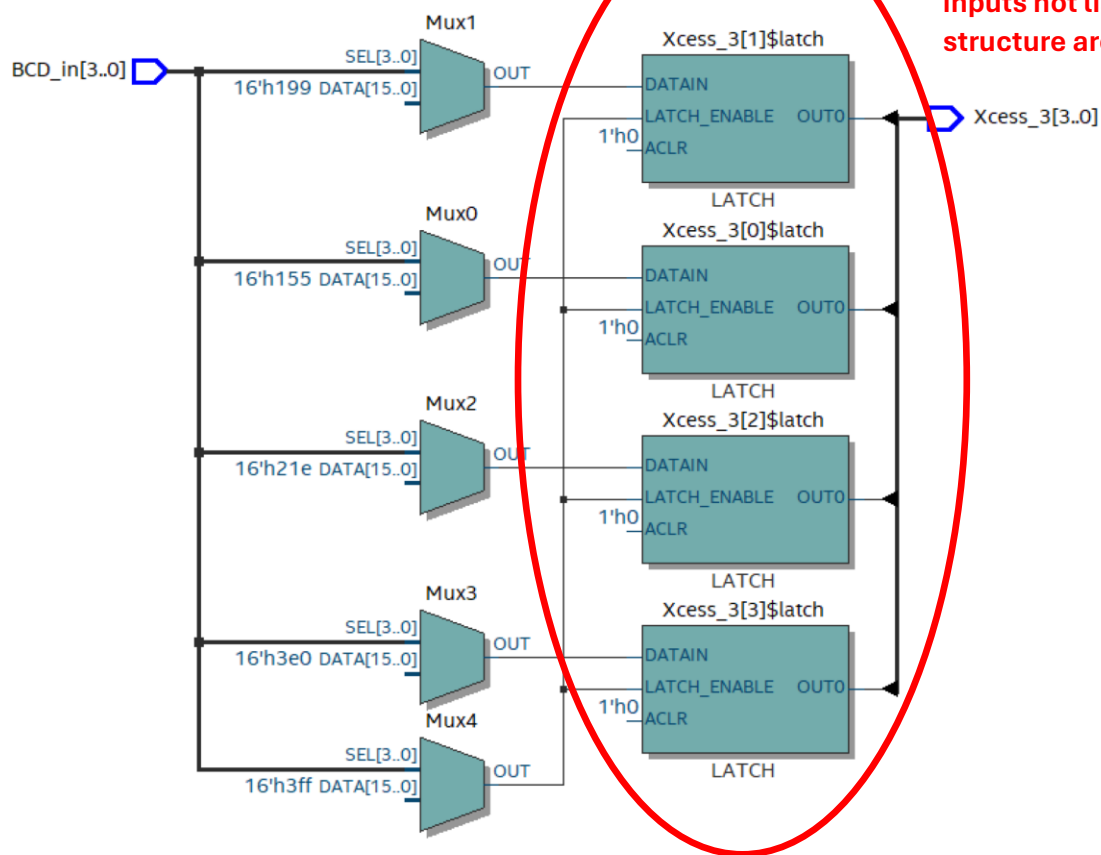 inputs not
structure
Mux1
Xcess_3[1]$latch
SEL[3..0]
BCD_in[3..0]
OUT
16'h199 DATA[15..0]
DATAIN
LATCH_ENABLE OUT0
Xcess_3[3..0]
1'h0
ACLR
LATCH
Mux0
Xcess_3[0]$latch
SEL[3..0]
OUT
16'h155 DATA[15..0]
DATAIN
LATCH_ENABLE OUT0
1'h0
ACLR
LATCH
Mux2
Xcess_3[2]$latch
SEL[3..0]
OUT
16'h21e DATA[15..0]
DATAIN
LATCH_ENABLE OUT0
1'h0
ACLR
LATCH
Mux3
Xcess_3[3]$latch
SEL[3..0]
OUT
16'h3e0 DATA[15..0]
DATAIN
LATCH_ENABLE OUT0
1'h0
ACLR
Mux4
SEL[3..0]
OUT
LATCH
16'h3ff DATA[15..0]